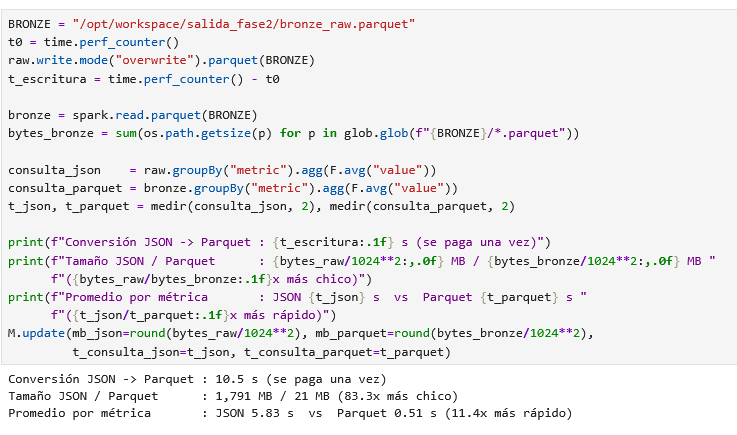 BRONZE = "/opt/workspace/salida_fase2/bronze_raw.parquet"
t0 = time.perf_counter()
raw.write.mode("overwrite").parquet(BRONZE)
t_escritura = time.perf_counter() - t0

bronze = spark.read.parquet(BRONZE)
bytes_bronze = sum(os.path.getsize(p) for p in glob.glob(f"{BRONZE}/*.parquet"))

consulta_json    = raw.groupBy("metric").agg(F.avg("value"))
consulta_parquet = bronze.groupBy("metric").agg(F.avg("value"))
t_json, t_parquet = medir(consulta_json, 2), medir(consulta_parquet, 2)

print(f"Conversión JSON -> Parquet : {t_escritura:.1f} s (se paga una vez)")
print(f"Tamaño JSON / Parquet      : {bytes_raw/1024**2:,.0f} MB / {bytes_bronze/1024**2:,.0f} MB "
      f"({bytes_raw/bytes_bronze:.1f}x más chico)")
print(f"Promedio por métrica       : JSON {t_json} s  vs  Parquet {t_parquet} s "
      f"({t_json/t_parquet:.1f}x más rápido)")
M.update(mb_json=round(bytes_raw/1024**2), mb_parquet=round(bytes_bronze/1024**2),
         t_consulta_json=t_json, t_consulta_parquet=t_parquet)

Conversión JSON -> Parquet : 10.5 s (se paga una vez)
Tamaño JSON / Parquet      : 1,791 MB / 21 MB (83.3x más chico)
Promedio por métrica       : JSON 5.83 s  vs  Parquet 0.51 s (11.4x más rápido)